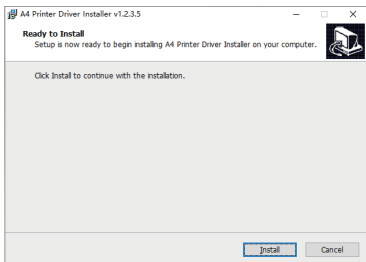 A4 Printer Driver Installer v1.2.3.5
Ready to Install
Setup is now ready to begin installing A4 Printer Driver Installer on your computer.
Click Install to continue with the installation.
Install Cancel